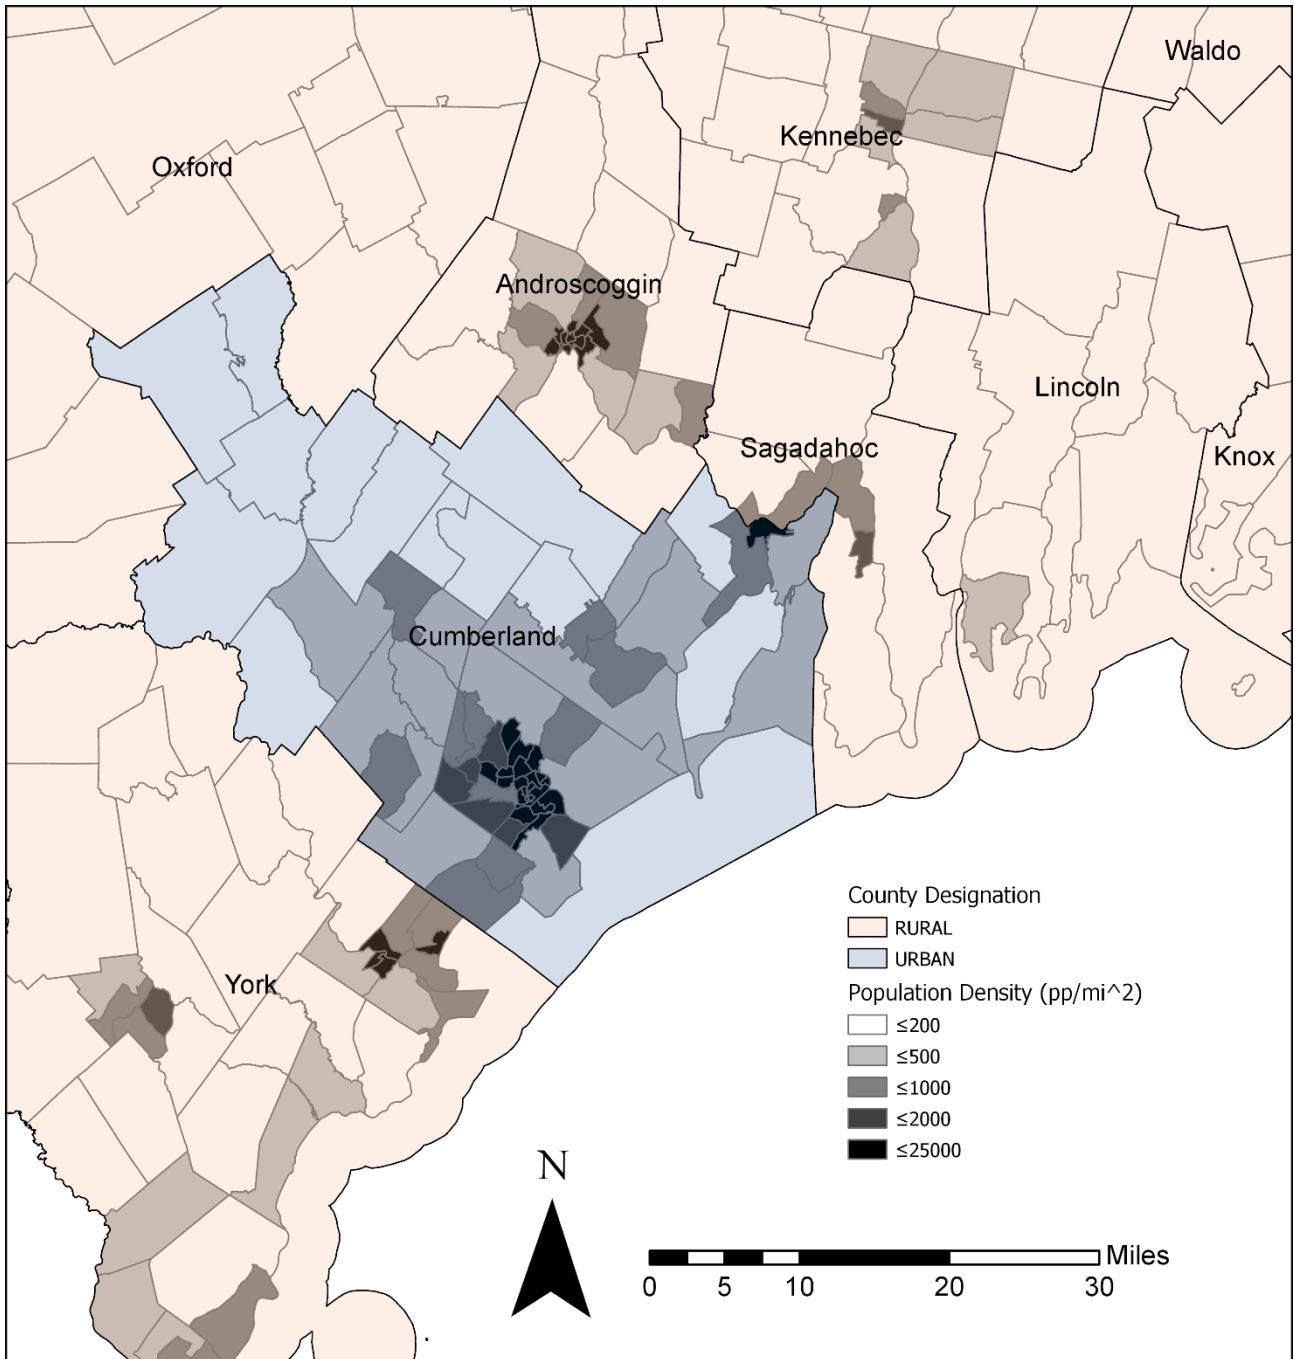 Waldo
Kennebec
Oxford
Androscoggin
Lincoln
Sagadahoc
Knox
Cumberland
County Designation
RURAL
URBAN
York
Population Density (pp/mi^2)
≤200
≤500
≤1000
≤2000
≤25000
N
Miles
0 5 10 20 30